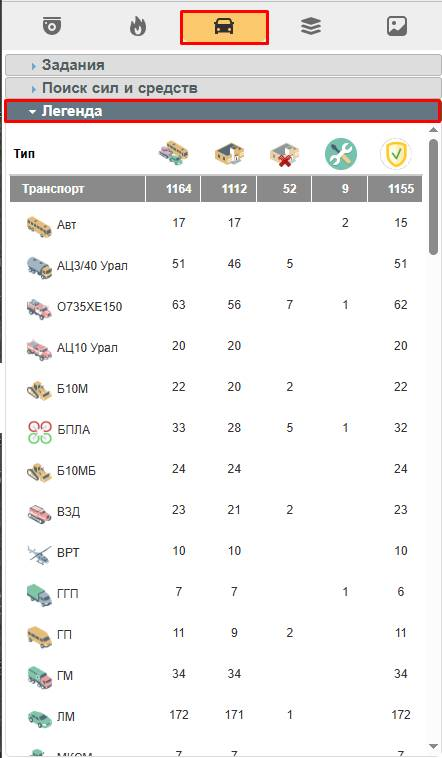 Задания
Поиск сил и средств
Легенда
Тип
Транспорт 1164 1112 52 9 1155
Авт 17 17 2 15
АЦ3/40 Урал 51 46 5 51
О735ХЕ150 63 56 7 1 62
АЦ10 Урал 20 20 20
Б10М 22 20 2 22
БПЛА 33 28 5 1 32
Б10МБ 24 24 24
ВЗД 23 21 2 23
ВРТ 10 10 10
ГГП 7 7 1 6
ГП 11 9 2 11
ГМ 34 34 34
ЛМ 172 171 1 172
МКСМ 7 7 7